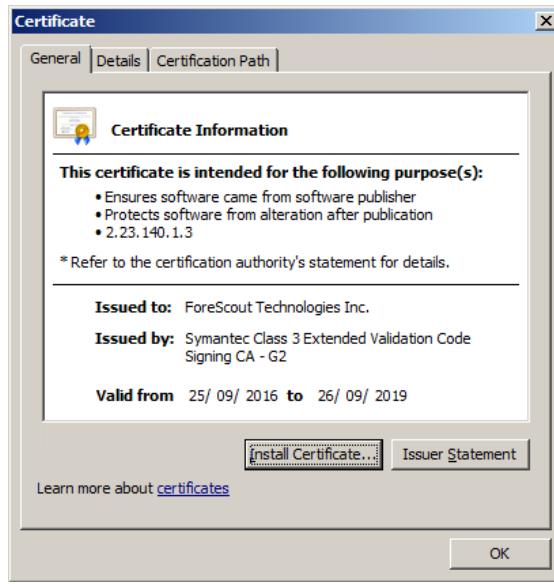 Certificate
General Details Certification Path
Certificate Information
This certificate is intended for the following purpose(s):
• Ensures software came from software publisher
• Protects software from alteration after publication
• 2.23.140.1.3
* Refer to the certification authority's statement for details.
Issued to: ForeScout Technologies Inc.
Issued by: Symantec Class 3 Extended Validation Code
Signing CA - G2
Valid from 25/ 09/ 2016 to 26/ 09/ 2019
Install Certificate... Issuer Statement
Learn more about certificates
OK